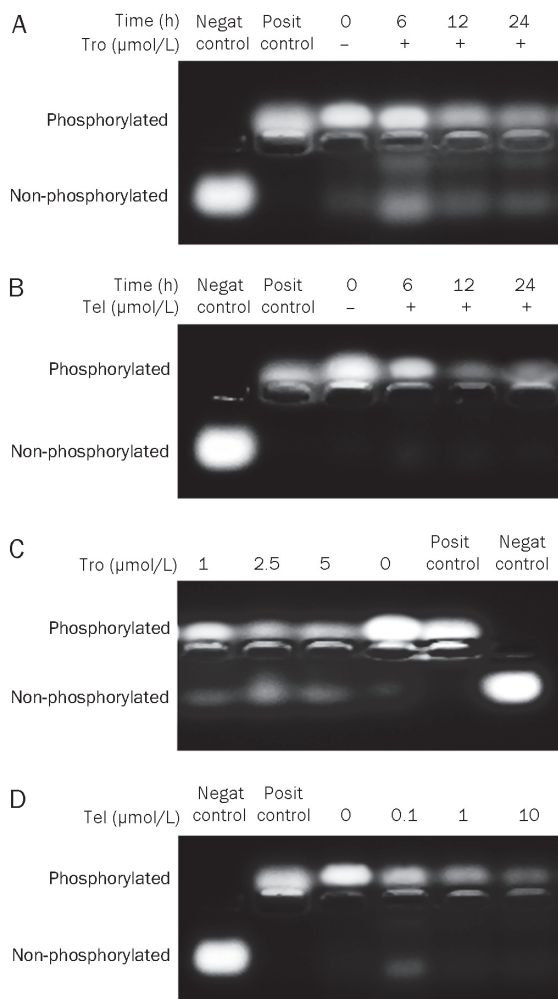 A
Time (h) Negat Posit 0 6 12 24
Tro (μmol/L) control control – + + +
Phosphorylated
Non-phosphorylated
B
Time (h) Negat Posit 0 6 12 24
Tel (μmol/L) control control – + + +
Phosphorylated
Non-phosphorylated
C
Posit Negat
Tro (μmol/L) 1 2.5 5 0 control control
Phosphorylated
Non-phosphorylated
D
Negat Posit
Tel (μmol/L) control control 0 0.1 1 10
Phosphorylated
Non-phosphorylated